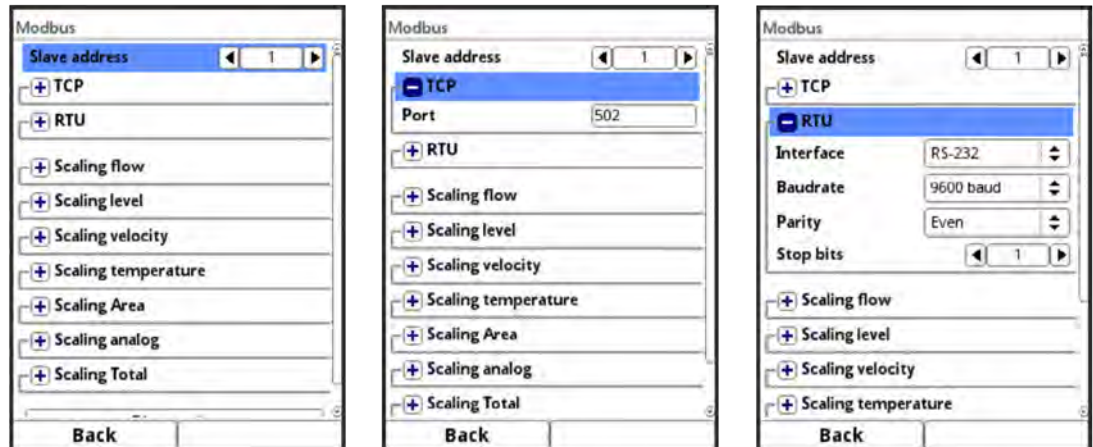 Modbus
Slave address 1
TCP
RTU
Scaling flow
Scaling level
Scaling velocity
Scaling temperature
Scaling Area
Scaling analog
Scaling Total
Back
Modbus
Slave address 1
TCP
Port 502
RTU
Scaling flow
Scaling level
Scaling velocity
Scaling temperature
Scaling Area
Scaling analog
Scaling Total
Back
Modbus
Slave address 1
TCP
RTU
Interface RS-232
Baudrate 9600 baud
Parity Even
Stop bits 1
Scaling flow
Scaling level
Scaling velocity
Scaling temperature
Back